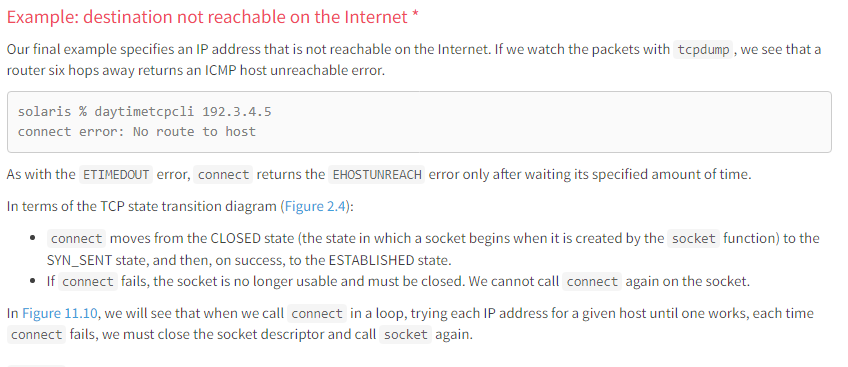 Example: destination not reachable on the Internet *
Our final example specifies an IP address that is not reachable on the Internet. If we watch the packets with tcpdump , we see that a
router six hops away returns an ICMP host unreachable error.
solaris % daytimetcpcli 192.3.4.5
connect error: No route to host
As with the ETIMEDOUT error, connect returns the EHOSTUNREACH error only after waiting its specified amount of time.
In terms of the TCP state transition diagram (Figure 2.4):
• connect moves from the CLOSED state (the state in which a socket begins when it is created by the socket function) to the
SYN_SENT state, and then, on success, to the ESTABLISHED state.
• If connect fails, the socket is no longer usable and must be closed. We cannot call connect again on the socket.
In Figure 11.10, we will see that when we call connect in a loop, trying each IP address for a given host until one works, each time
connect fails, we must close the socket descriptor and call socket again.